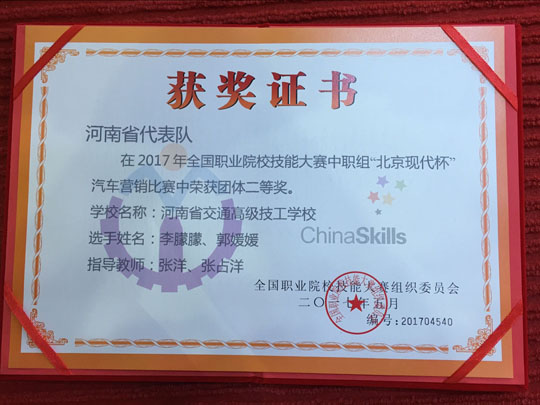 获奖证书
河南省代表队
在2017年全国职业院校技能大赛中职组“北京现代杯”
汽车营销比赛中荣获团体二等奖。
学校名称：河南省交通高级技工学校
选手姓名：李朦朦、郭媛媛
指导教师：张洋、张占洋
ChinaSkills
全国职业院校技能大赛组织委员会
二〇一七年五月
编号：201704540